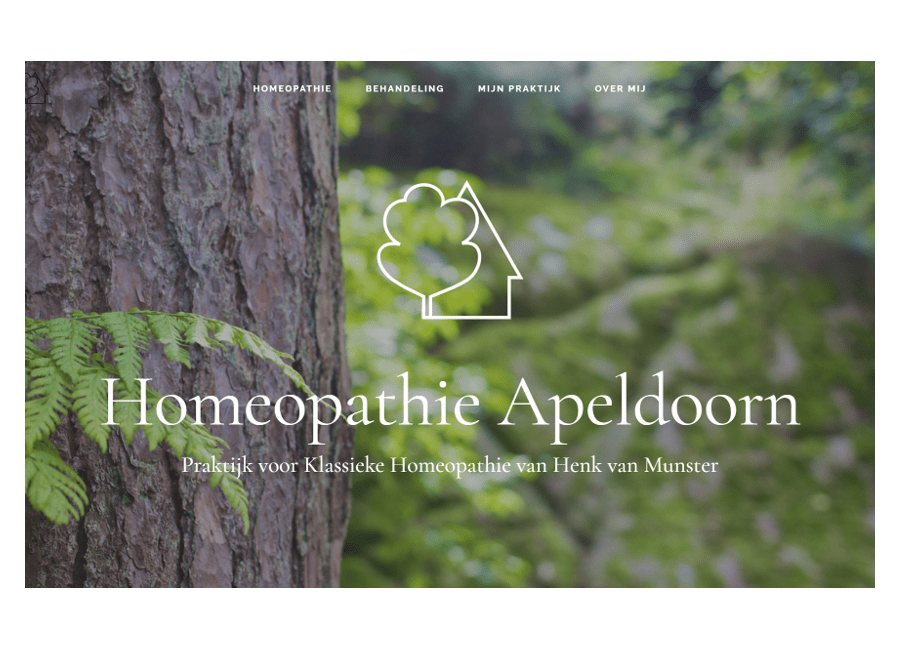 HOMEOPATHIE BEHANDELING MIJN PRAKTIJK OVER MIJ
Homeopathie Apeldoorn
Praktijk voor Klassieke Homeopathie van Henk van Munster